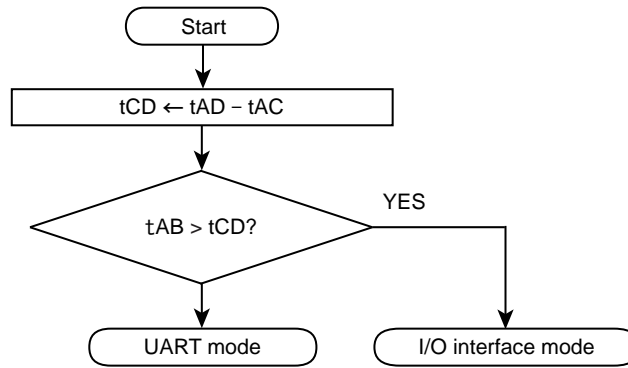 Start
tCD ← tAD − tAC
tAB > tCD?
YES
UART mode
I/O interface mode